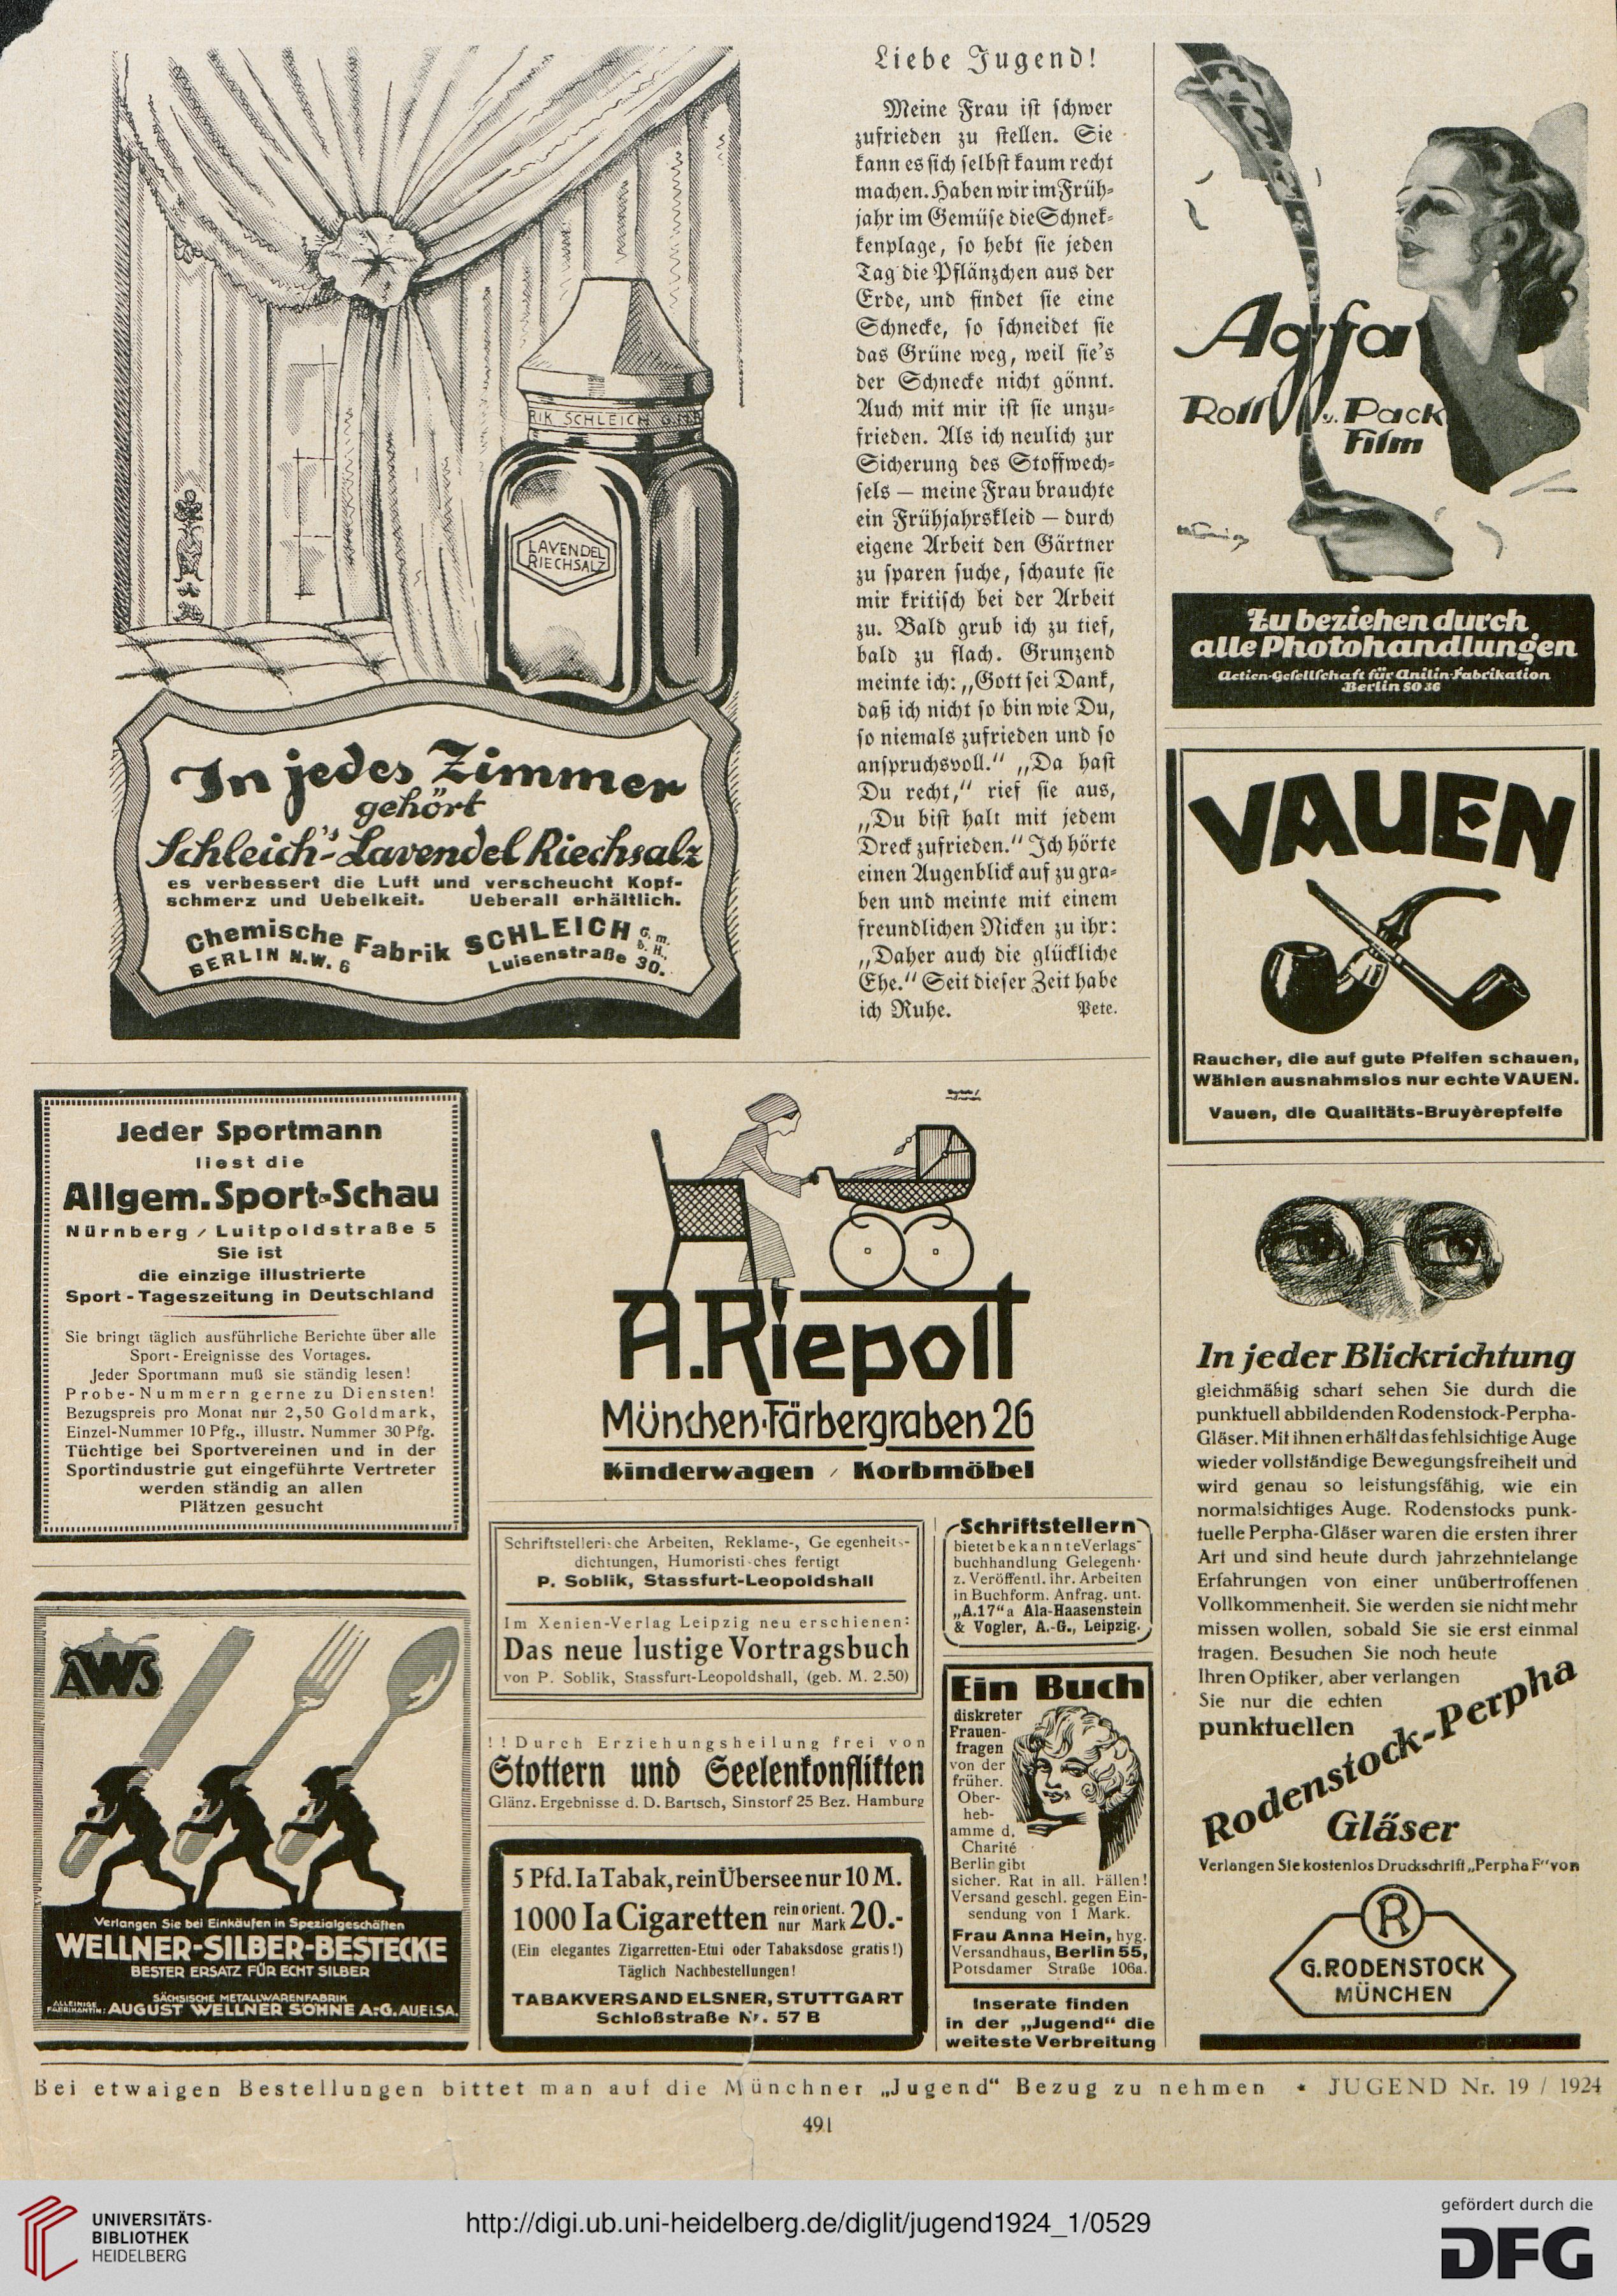 RIK SCHLEICH
LAVENDEL
RIECHSALZ
In jedes Zimmer
gehört
Schleich's-Lavendel Riechsalz
es verbessert die Luft und verscheucht Kopf-
schmerz und Uebelkeit. Ueberall erhältlich.
Chemische Fabrik SCHLEICH G. m. b. H.
BERLIN N.W. 6 Luisenstraße 30.
Liebe Jugend!
Meine Frau ist schwer
zufrieden zu stellen. Sie
kann es sich selbst kaum recht
machen. Haben wir im Früh-
jahr im Gemüse die Schnek-
kenplage, so hebt sie jeden
Tag die Pflänzchen aus der
Erde, und findet sie eine
Schnecke, so schneidet sie
das Grüne weg, weil sie's
der Schnecke nicht gönnt.
Auch mit mir ist sie unzu-
frieden. Als ich neulich zur
Sicherung des Stoffwech-
sels — meine Frau brauchte
ein Frühjahrskleid — durch
eigene Arbeit den Gärtner
zu sparen suche, schaute sie
mir kritisch bei der Arbeit
zu. Bald grub ich zu tief,
bald zu flach. Grunzend
meinte ich: „Gott sei Dank,
daß ich nicht so bin wie Du,
so niemals zufrieden und so
anspruchsvoll.“ „Da hast
Du recht,“ rief sie aus,
„Du bist halt mit jedem
Dreck zufrieden.“ Ich hörte
einen Augenblick auf zu gra-
ben und meinte mit einem
freundlichen Nicken zu ihr:
„Daher auch die glückliche
Ehe.“ Seit dieser Zeit habe
ich Ruhe. Pete.
Agfa
Roll u. Pack
Film
Zu beziehen durch
alle Photohandlungen
Actien-Gesellschaft für Anilin-Fabrikation
Berlin SO 36
VAUEN
Raucher, die auf gute Pfeifen schauen,
Wählen ausnahmslos nur echte VAUEN.
Vauen, die Qualitäts-Bruyèrepfeife
Jeder Sportmann
liest die
Allgem. Sport-Schau
Nürnberg / Luitpoldstraße 5
Sie ist
die einzige illustrierte
Sport-Tageszeitung in Deutschland
Sie bringt täglich ausführliche Berichte über alle
Sport-Ereignisse des Vortages.
Jeder Sportmann muß sie ständig lesen!
Probe-Nummern gerne zu Diensten!
Bezugspreis pro Monat nur 2,50 Goldmark,
Einzel-Nummer 10 Pfg., illustr. Nummer 30 Pfg.
Tüchtige bei Sportvereinen und in der
Sportindustrie gut eingeführte Vertreter
werden ständig an allen
Plätzen gesucht
A. Riepolt
München·Färbergraben 26
Kinderwagen / Korbmöbel
In jeder Blickrichtung
gleichmäßig scharf sehen Sie durch die
punktuell abbildenden Rodenstock-Perpha-
Gläser. Mit ihnen erhält das fehlsichtige Auge
wieder vollständige Bewegungsfreiheit und
wird genau so leistungsfähig, wie ein
normalsichtiges Auge. Rodenstocks punk-
tuelle Perpha-Gläser waren die ersten ihrer
Art und sind heute durch jahrzehntelange
Erfahrungen von einer unübertroffenen
Vollkommenheit. Sie werden sie nicht mehr
missen wollen, sobald Sie sie erst einmal
tragen. Besuchen Sie noch heute
Ihren Optiker, aber verlangen
Sie nur die echten
punktuellen
Rodenstock-Perpha
Gläser
Verlangen Sie kostenlos Druckschrift „Perpha F“ von
R
G. RODENSTOCK
MÜNCHEN
AWS
Verlangen Sie bei Einkäufen in Spezialgeschäften
WELLNER-SILBER-BESTECKE
BESTER ERSATZ FÜR ECHT SILBER
SÄCHSISCHE METALLWARENFABRIK
ALLEINIGE FABRIKANTIN: AUGUST WELLNER SÖHNE A.-G. AUE I.SA.
Schriftstellerische Arbeiten, Reklame-, Gelegenheits-
dichtungen, Humoristisches fertigt
P. Soblik, Stassfurt-Leopoldshall
Im Xenien-Verlag Leipzig neu erschienen:
Das neue lustige Vortragsbuch
von P. Soblik, Stassfurt-Leopoldshall, (geb. M. 2.50)
!! Durch Erziehungsheilung frei von
Stottern und Seelenkonflikten
Glänz. Ergebnisse d. D. Bartsch, Sinstorf 25 Bez. Hamburg
5 Pfd. Ia Tabak, rein Übersee nur 10 M.
1000 Ia Cigaretten rein orient. nur Mark 20.-
(Ein elegantes Zigarretten-Etui oder Tabaksdose gratis!)
Täglich Nachbestellungen!
TABAKVERSAND ELSNER, STUTTGART
Schloßstraße Nr. 57 B
Schriftstellern
bietet bekannte Verlags-
buchhandlung Gelegenh.
z. Veröffentl. ihr. Arbeiten
in Buchform. Anfrag. unt.
„A.17“ a Ala-Haasenstein
& Vogler, A.-G., Leipzig.
Ein Buch
diskreter
Frauen-
fragen
von der
früher.
Ober-
heb-
amme d.
Charité
Berlin gibt
sicher. Rat in all. Fällen!
Versand geschl. gegen Ein-
sendung von 1 Mark.
Frau Anna Hein, hyg.
Versandhaus, Berlin 55,
Potsdamer Straße 106a.
Inserate finden
in der „Jugend“ die
weiteste Verbreitung
Bei etwaigen Bestellungen bittet man auf die Münchner „Jugend“ Bezug zu nehmen * JUGEND Nr. 19 / 1924
491
UNIVERSITÄTS-
BIBLIOTHEK
HEIDELBERG
http://digi.ub.uni-heidelberg.de/diglit/jugend1924_1/0529
gefördert durch die
DFG